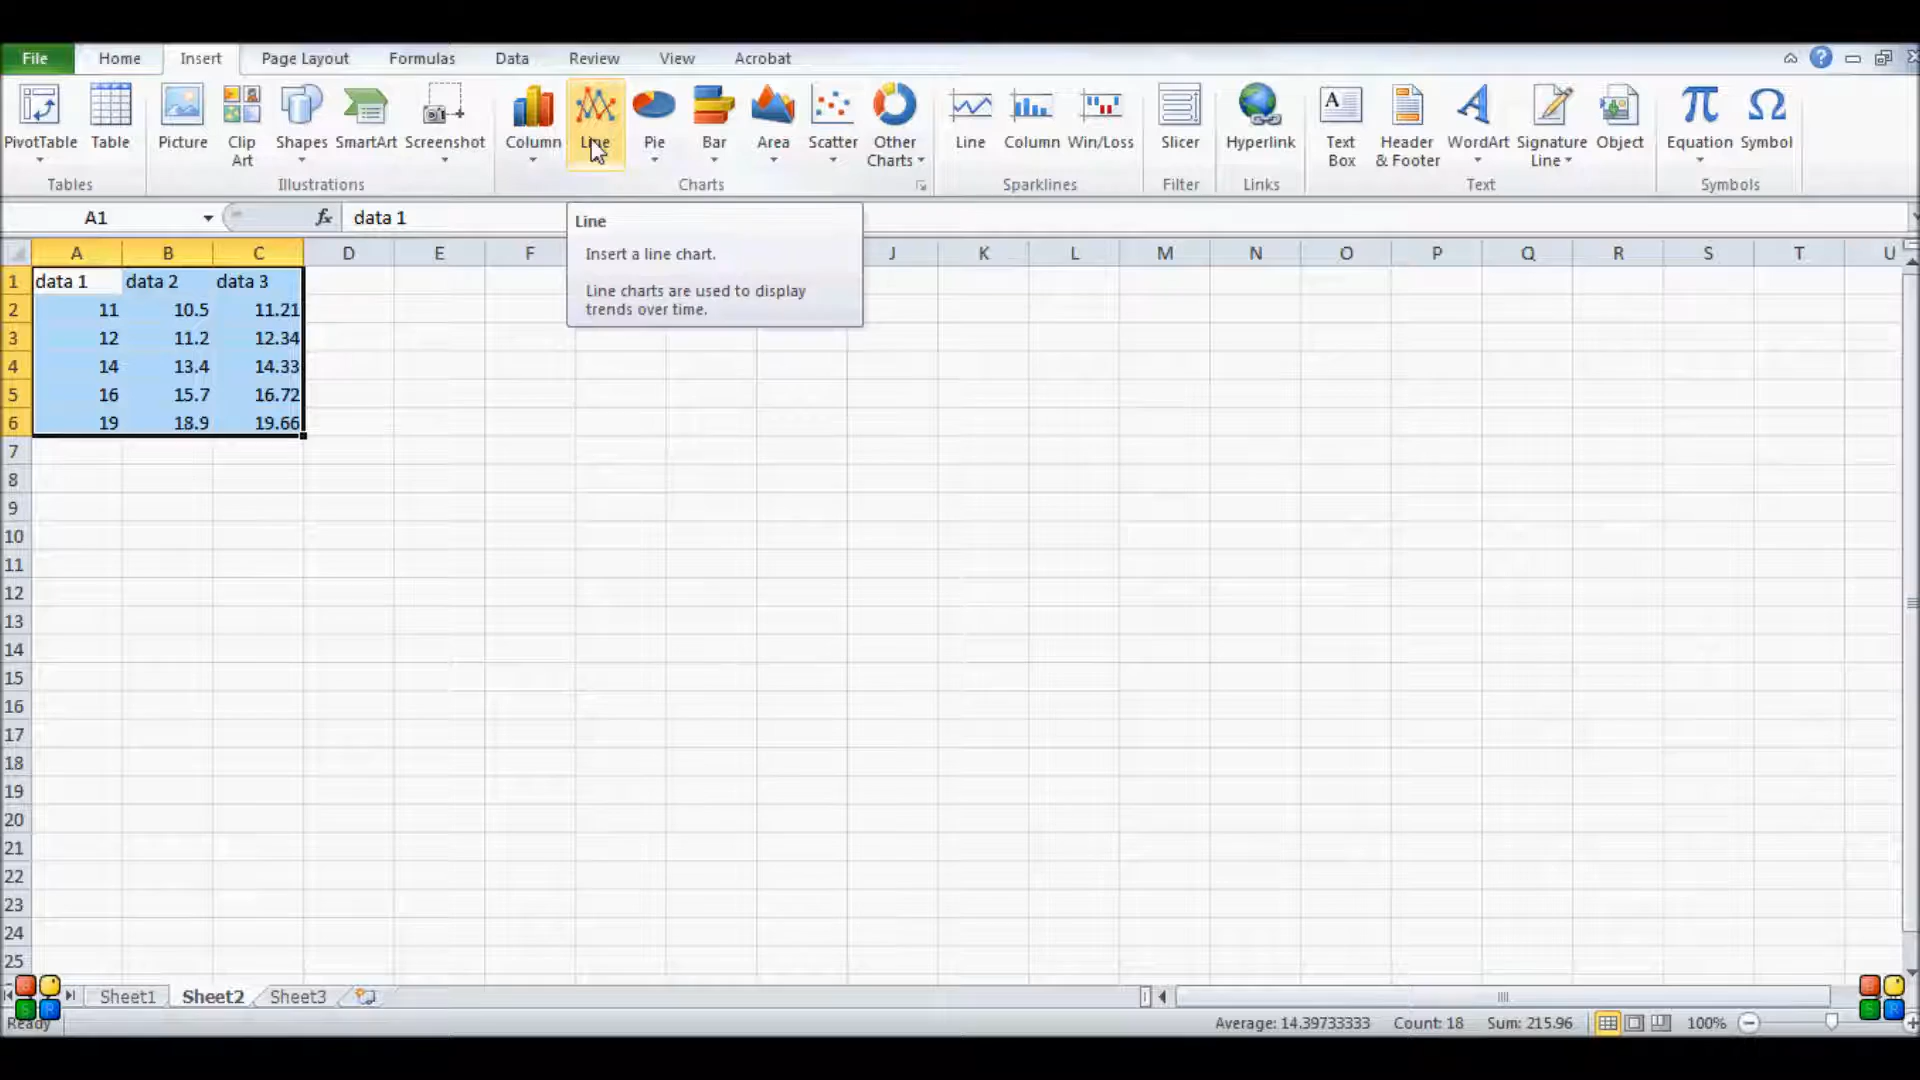 File Home Insert Page Layout Formulas Data Review View Acrobat
PivotTable Table Picture Clip Art Shapes SmartArt Screenshot Column Line Pie Bar Area Scatter Other Charts Line Column Win/Loss Slicer Hyperlink Text Box Header & Footer WordArt Signature Line Object Equation Symbol
Tables Illustrations Charts Sparklines Filter Links Text Symbols
A1 fx data 1
Line
Insert a line chart.
Line charts are used to display
trends over time.
A B C D E F J K L M N O P Q R S T U
1 data 1 data 2 data 3
2 11 10.5 11.21
3 12 11.2 12.34
4 14 13.4 14.33
5 16 15.7 16.72
6 19 18.9 19.66
7
8
9
10
11
12
13
14
15
16
17
18
19
20
21
22
23
24
25
Sheet1 Sheet2 Sheet3
Ready Average: 14.39733333 Count: 18 Sum: 215.96 100%